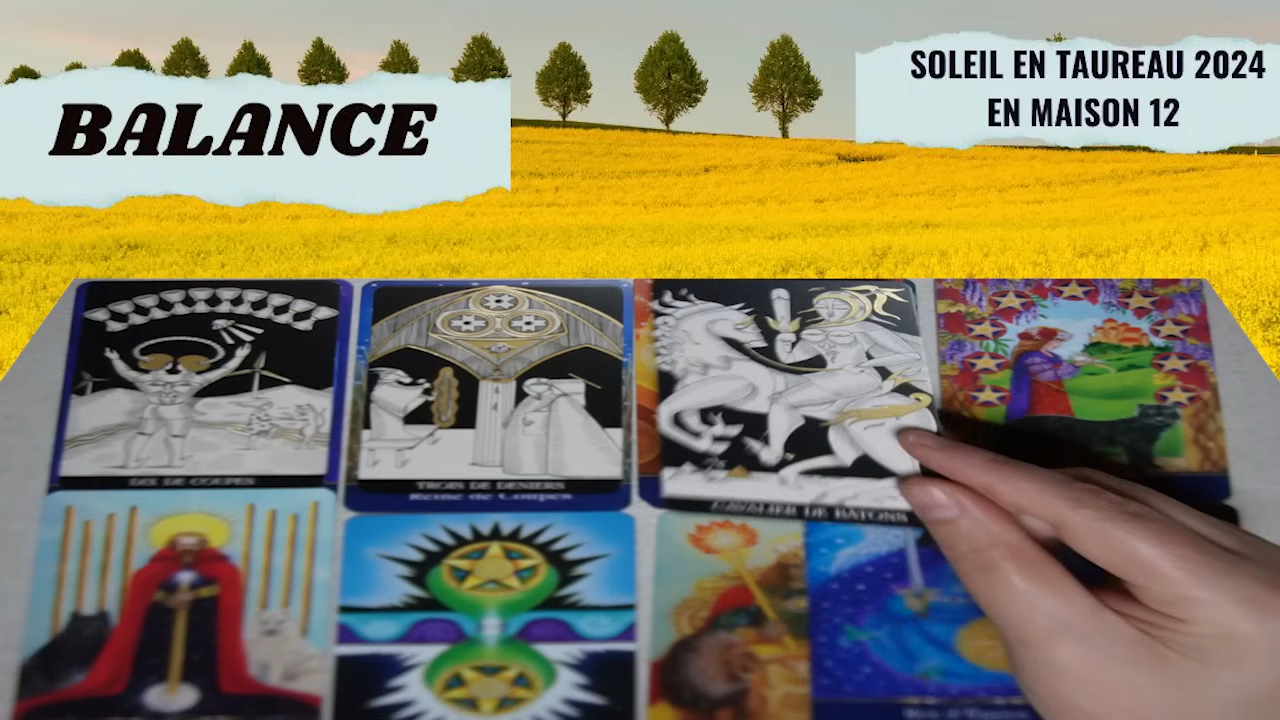 BALANCE
SOLEIL EN TAUREAU 2024
EN MAISON 12
DIX DE COUPES
TROIS DE DENIERS
Reine de Coupes
CAVALIER DE BATONS